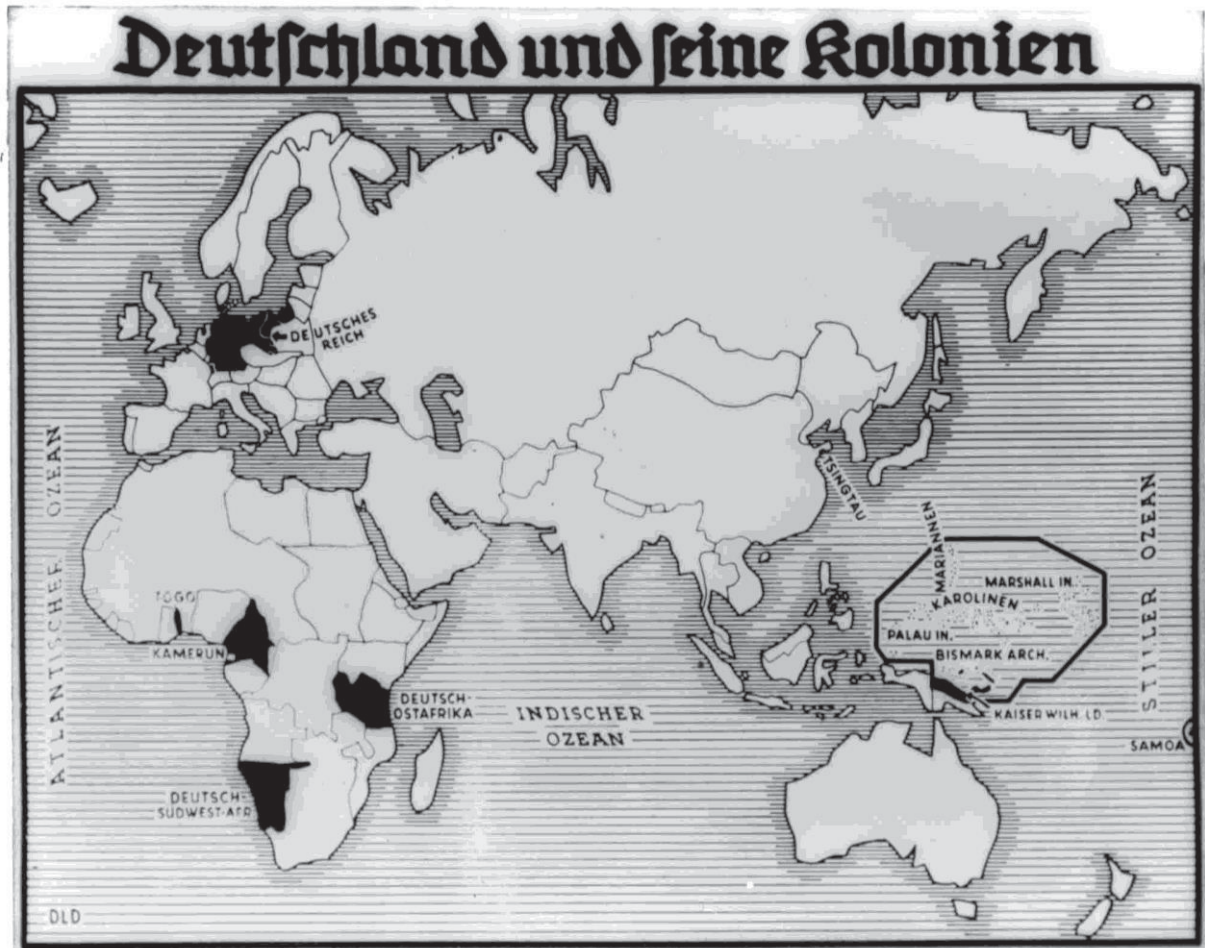 Deutſchland und ſeine Kolonien
DEUTSCHES
REICH
ATLANTISCHER OZEAN
TOGO
KAMERUN
DEUTSCH-
OSTAFRIKA
DEUTSCH-
SÜDWEST-AFR
INDISCHER
OZEAN
TSINGTAU
MARIANNEN
MARSHALL IN.
KAROLINEN
PALAU IN.
BISMARK ARCH.
KAISER WILH. LD.
STILLER OZEAN
SAMOA
DLD